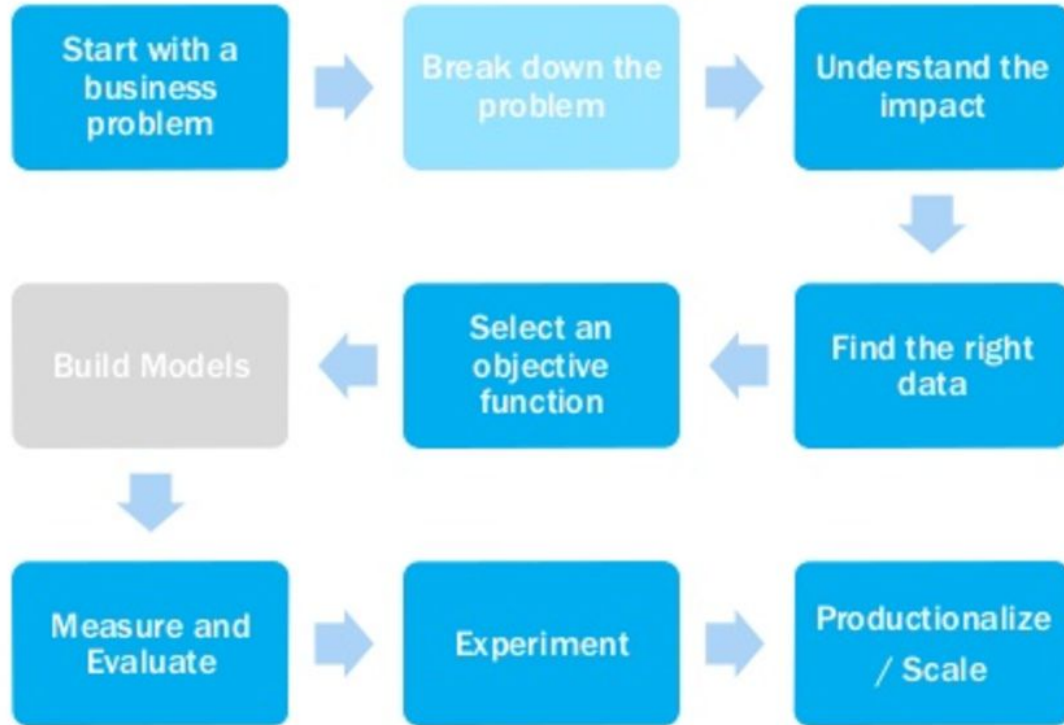 Start with a
business
problem
Break down the
problem
Understand the
impact
Find the right
data
Select an
objective
function
Build Models
Measure and
Evaluate
Experiment
Productionalize
/ Scale